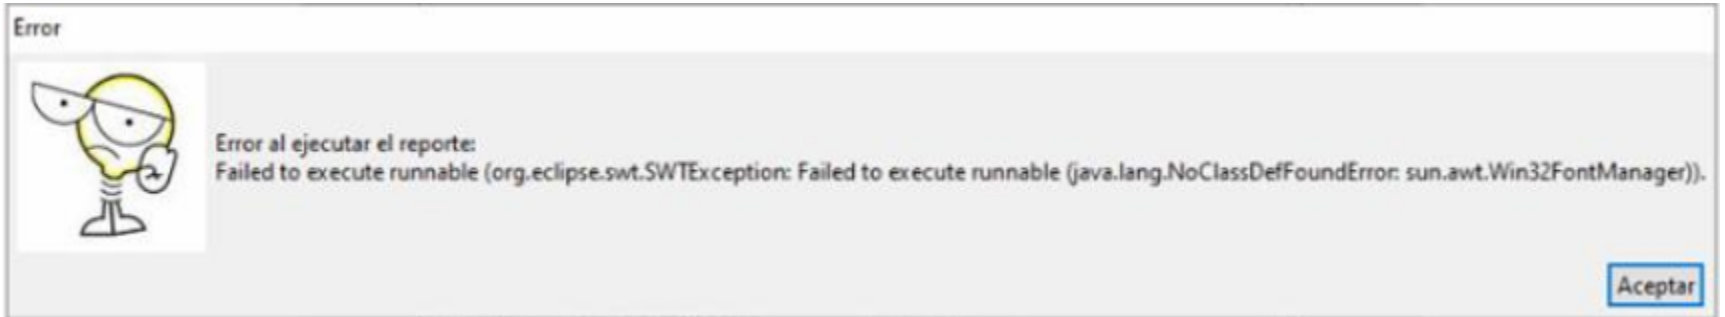 Error
Error al ejecutar el reporte:
Failed to execute runnable (org.eclipse.swt.SWTException: Failed to execute runnable (java.lang.NoClassDefFoundError: sun.awt.Win32FontManager)).
Aceptar